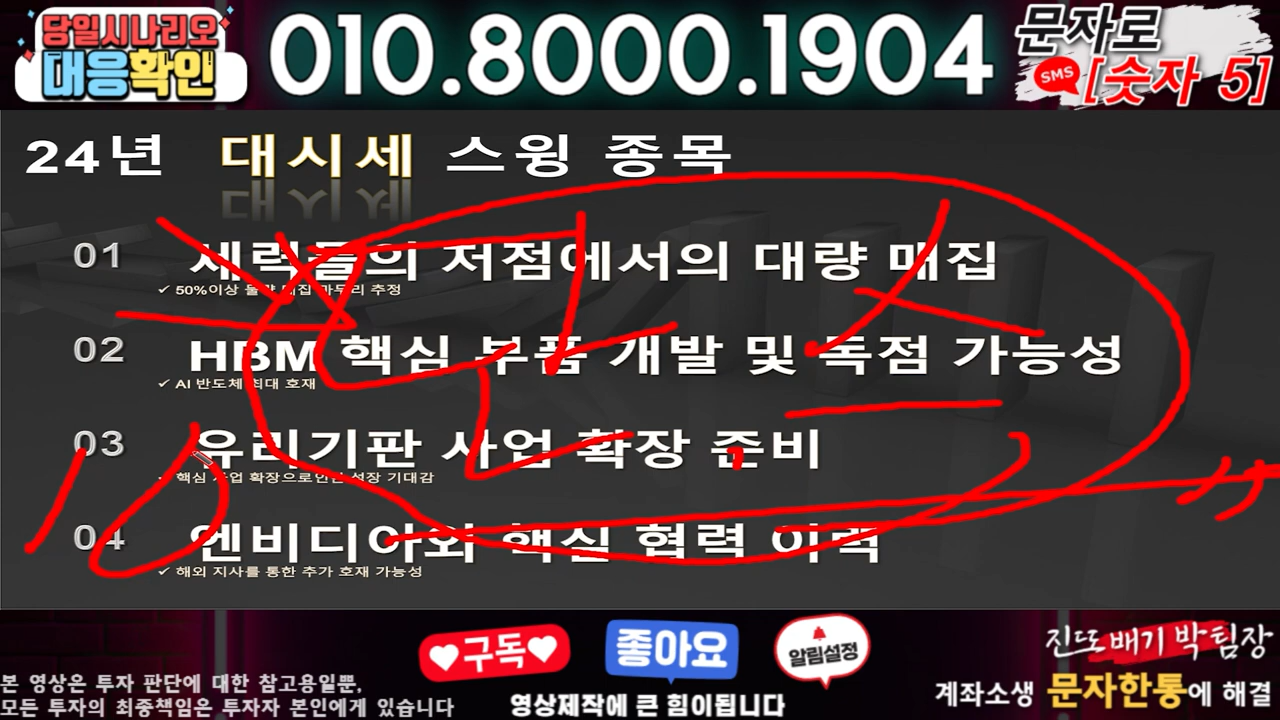 당일시나리오
대응확인
010.8000.1904
문자로
SMS [숫자 5]
24년 대시세 스윙 종목
01 세력들의 저점에서의 대량 매집
✓ 50%이상 물량 매집 마무리 추정
02 HBM 핵심 부품 개발 및 독점 가능성
✓ AI 반도체 최대 호재
03 유리기판 사업 확장 준비
✓ 핵심 사업 확장으로인한 성장 기대감
04 엔비디아와 핵심 협력 이력
✓ 해외 지사를 통한 추가 호재 가능성
구독
좋아요
알림설정
영상제작에 큰 힘이됩니다
본 영상은 투자 판단에 대한 참고용일뿐,
모든 투자의 최종책임은 투자자 본인에게 있습니다
진또배기 박팀장
계좌소생 문자한통에 해결